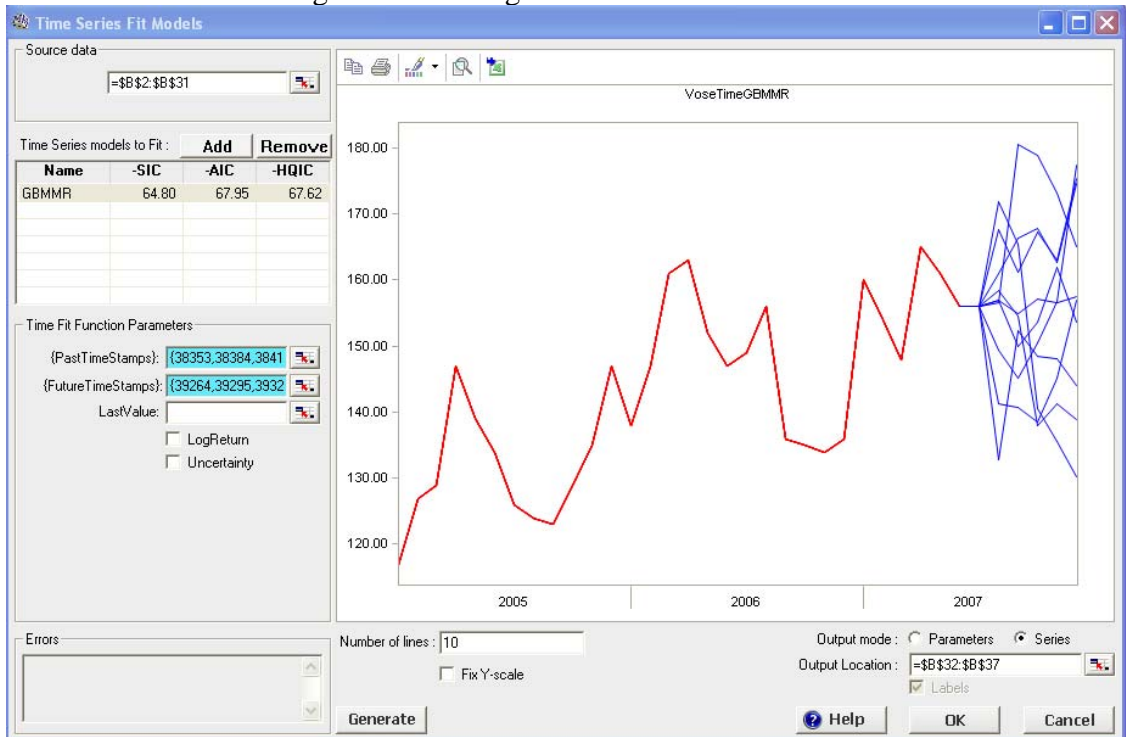 Time Series Fit Models
Source data
=$B$2:$B$31
Time Series models to Fit :
Add
Remove
Name -SIC -AIC -HQIC
GBMMR 64.80 67.95 67.62
Time Fit Function Parameters
{PastTimeStamps}: {38353,38384,3841
{FutureTimeStamps}: {39264,39295,3932
LastValue:
LogReturn
Uncertainty
Errors
VoseTimeGBMMR
180.00
170.00
160.00
150.00
140.00
130.00
120.00
2005 2006 2007
Number of lines : 10
Fix Y-scale
Generate
Output mode : Parameters Series
Output Location : =$B$32:$B$37
Labels
Help OK Cancel